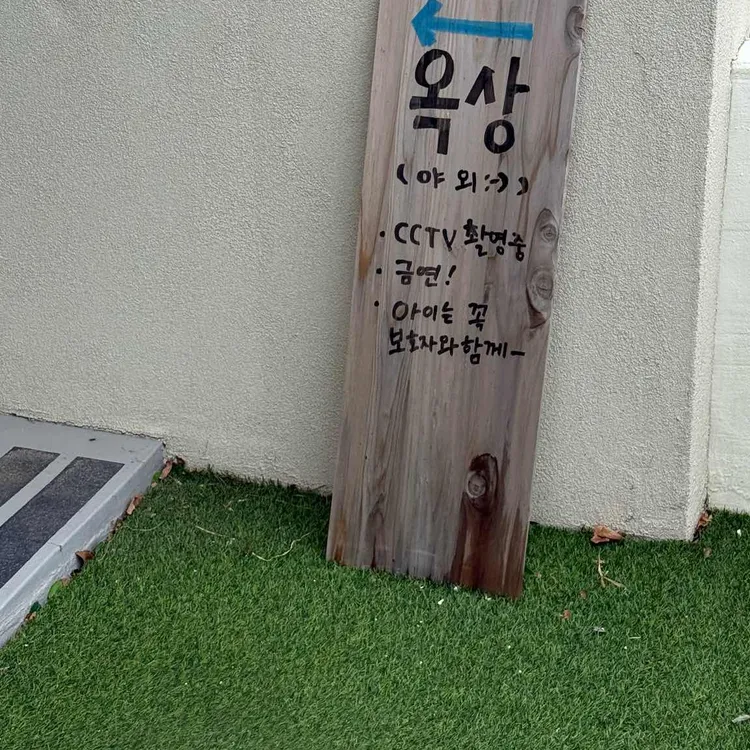 옥상
(야외:-))
· CCTV 촬영중
· 금연!
· 아이는 꼭
보호자와 함께-